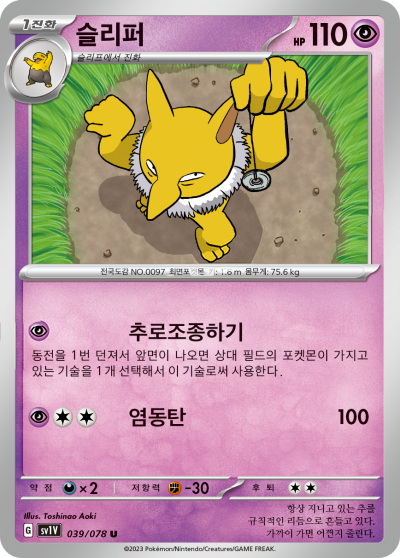 1진화
슬리퍼
HP 110
슬리프에서 진화
전국도감 NO.0097 최면포켓몬 키: 1.6 m 몸무게: 75.6 kg
추로조종하기
동전을 1번 던져서 앞면이 나오면 상대 필드의 포켓몬이 가지고
있는 기술을 1개 선택해서 이 기술로써 사용한다.
염동탄 100
약점 ×2 저항력 -30 후퇴
Illus. Toshinao Aoki
G sv1V 039/078 U
항상 지니고 있는 추를
규칙적인 리듬으로 흔들고 있다.
가까이 가면 어쩐지 졸리다.
©2023 Pokémon/Nintendo/Creatures/GAME FREAK.